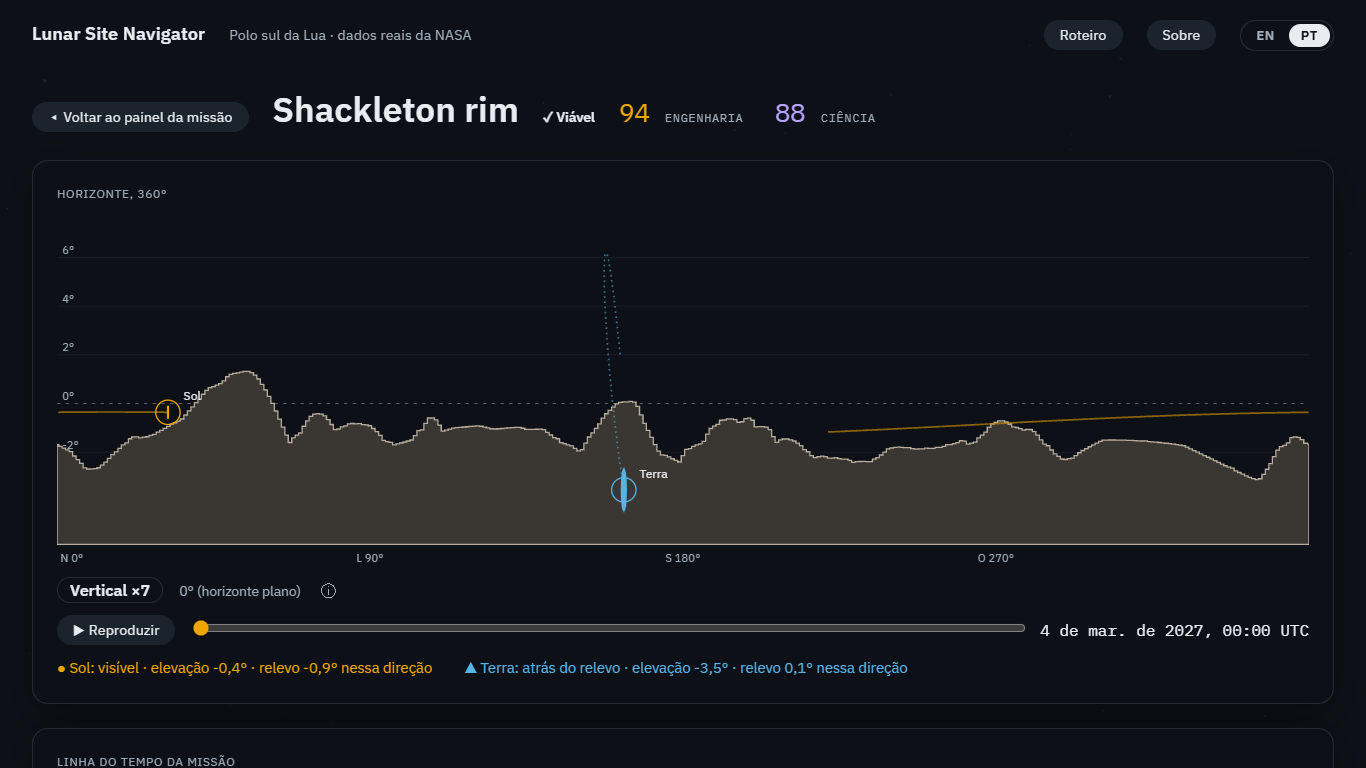 Lunar Site Navigator Polo sul da Lua · dados reais da NASA Roteiro Sobre EN PT
◂ Voltar ao painel da missão Shackleton rim ✓ Viável 94 ENGENHARIA 88 CIÊNCIA
HORIZONTE, 360°
6°
4°
2°
0°
Sol
-2°
Terra
N 0° L 90° S 180° O 270°
Vertical ×7 0° (horizonte plano) ⓘ
▶ Reproduzir 4 de mar. de 2027, 00:00 UTC
● Sol: visível · elevação -0,4° · relevo -0,9° nessa direção ▲ Terra: atrás do relevo · elevação -3,5° · relevo 0,1° nessa direção
LINHA DO TEMPO DA MISSÃO